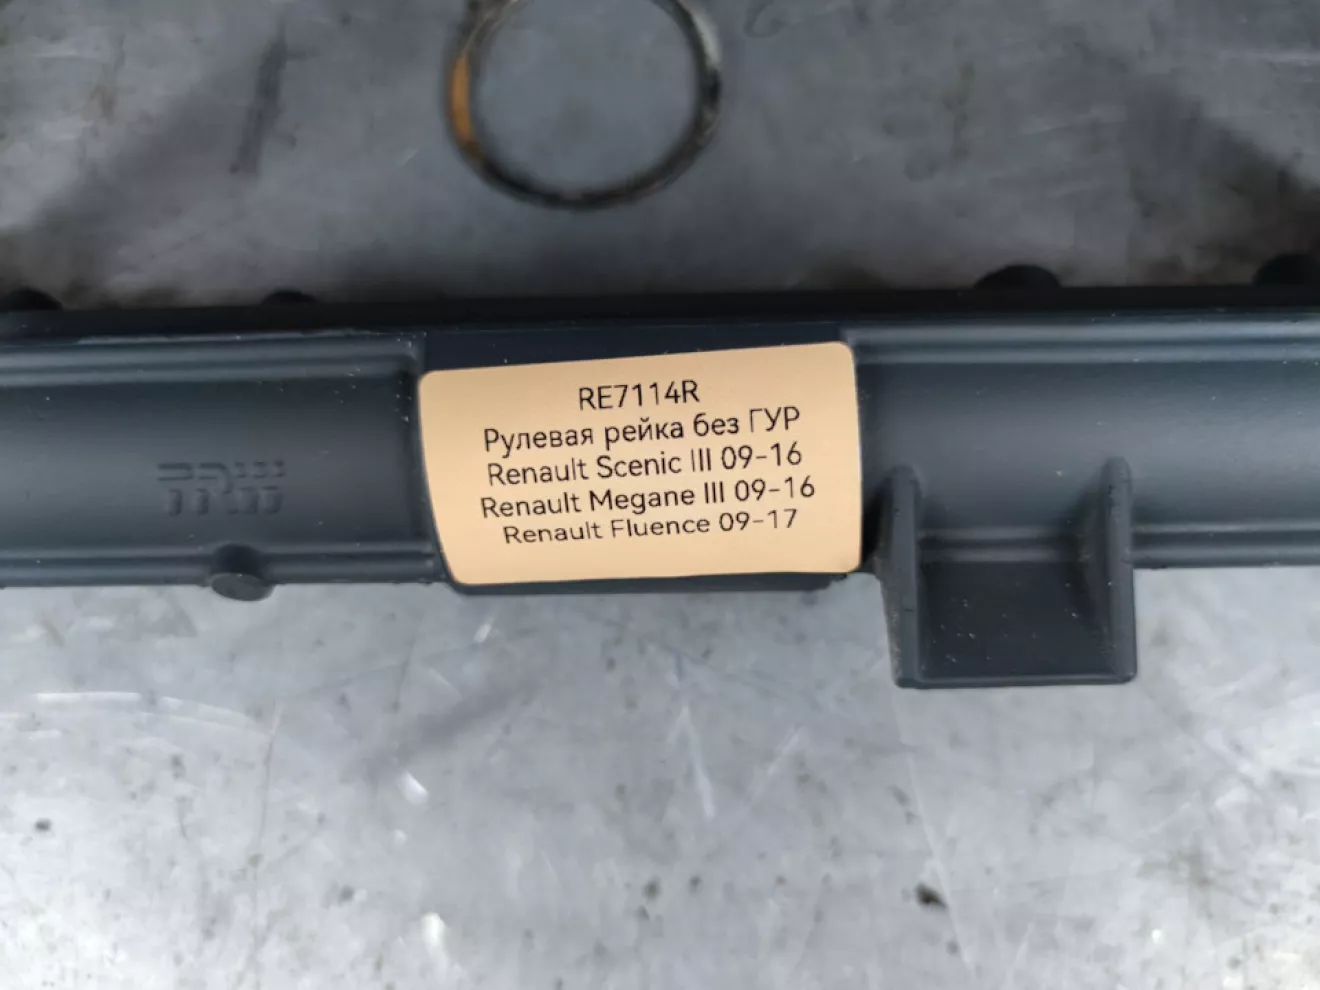 RE7114R
Рулевая рейка без ГУР
Renault Scenic III 09-16
Renault Megane III 09-16
Renault Fluence 09-17
TRW